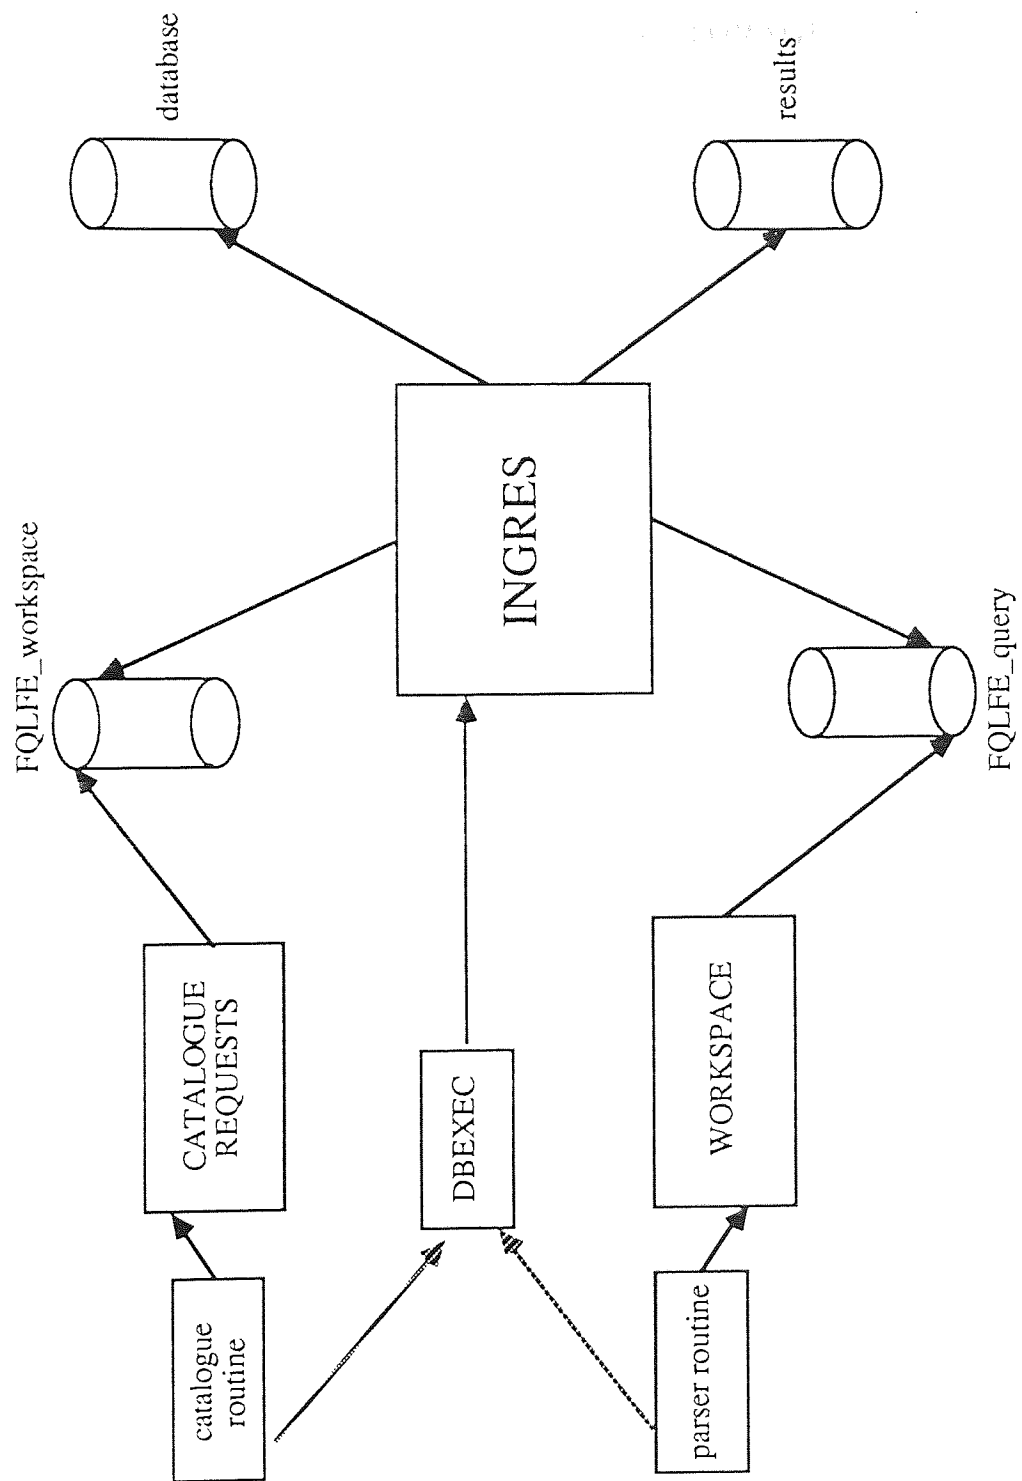 catalogue
routine
CATALOGUE
REQUESTS
FQLFE_workspace
database
DBEXEC
INGRES
parser routine
WORKSPACE
FQLFE_query
results